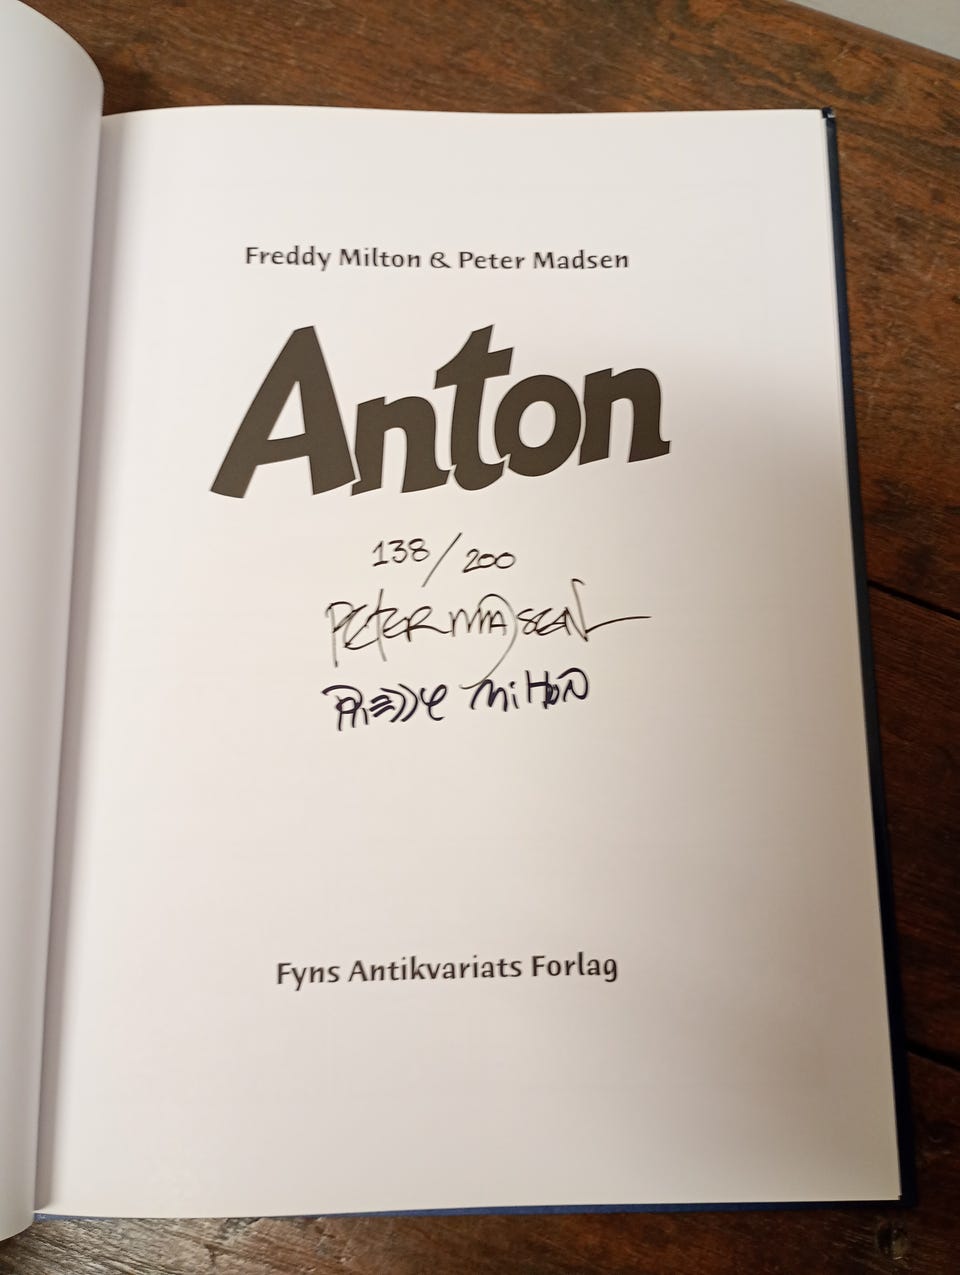 Freddy Milton & Peter Madsen
Anton
138/200
PETER MADSEN
FREDDY MILTON
Fyns Antikvariats Forlag